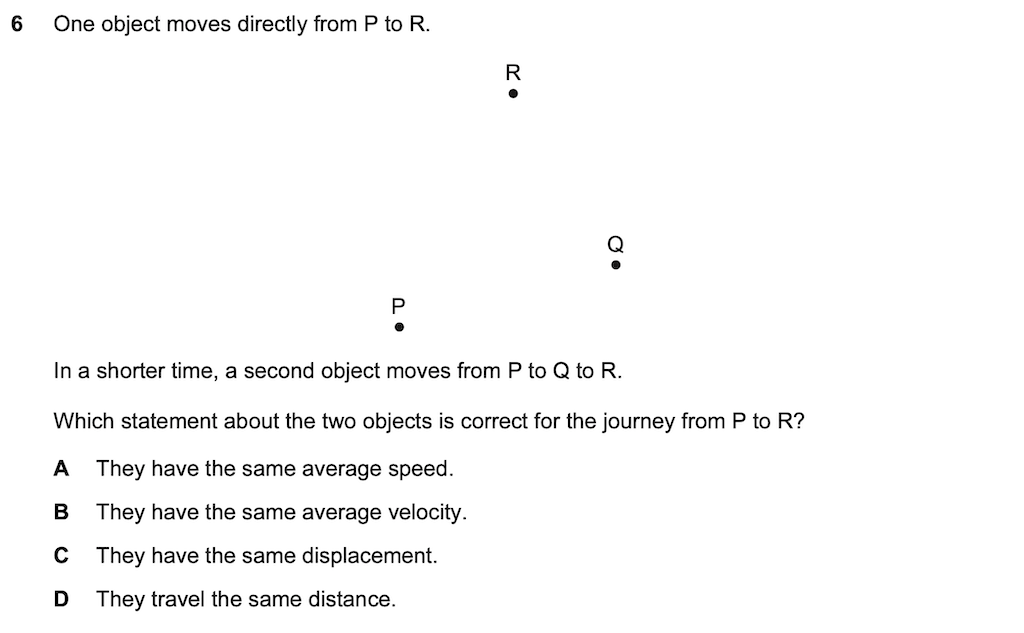 6 One object moves directly from P to R.
R
Q
P
In a shorter time, a second object moves from P to Q to R.
Which statement about the two objects is correct for the journey from P to R?
A They have the same average speed.
B They have the same average velocity.
C They have the same displacement.
D They travel the same distance.